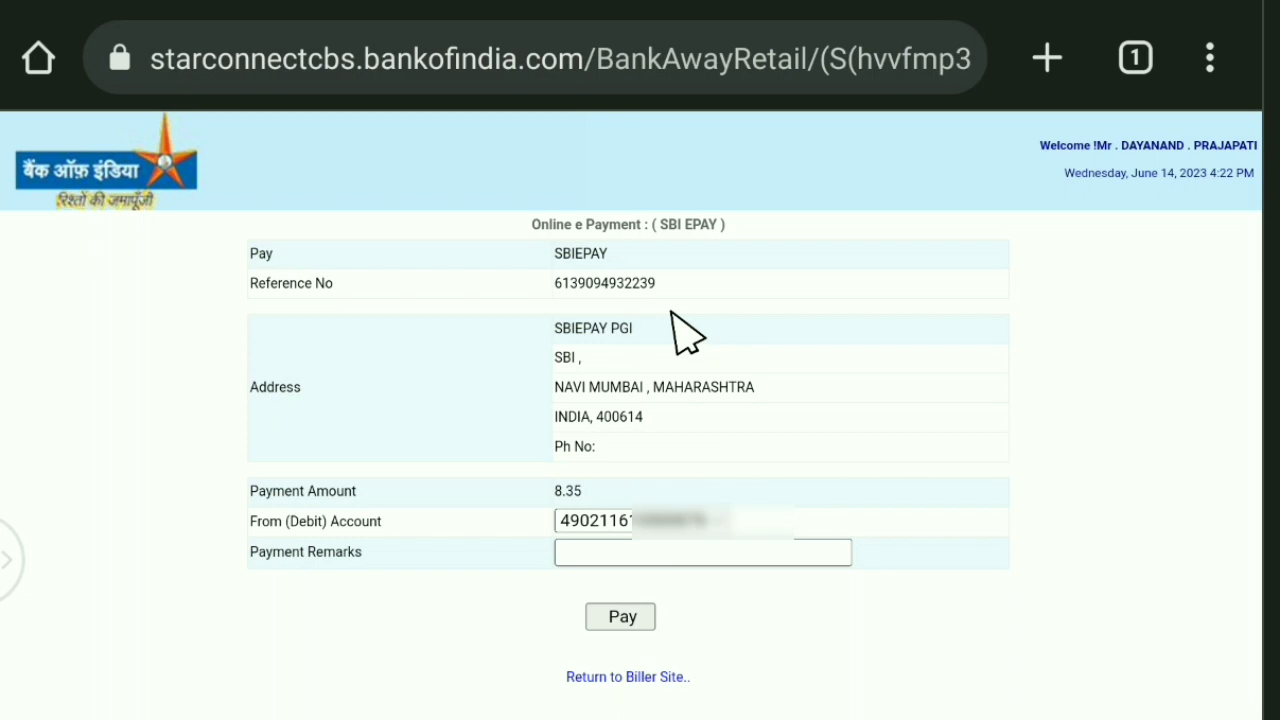 starconnectcbs.bankofindia.com/BankAwayRetail/(S(hvvfmp3
1
बैंक ऑफ़ इंडिया
रिश्तों की जमापूँजी
Welcome !Mr . DAYANAND . PRAJAPATI
Wednesday, June 14, 2023 4:22 PM
Online e Payment : ( SBI EPAY )
Pay SBIEPAY
Reference No 6139094932239
SBIEPAY PGI
SBI ,
Address NAVI MUMBAI , MAHARASHTRA
INDIA, 400614
Ph No:
Payment Amount 8.35
From (Debit) Account 49021161
Payment Remarks
Pay
Return to Biller Site..